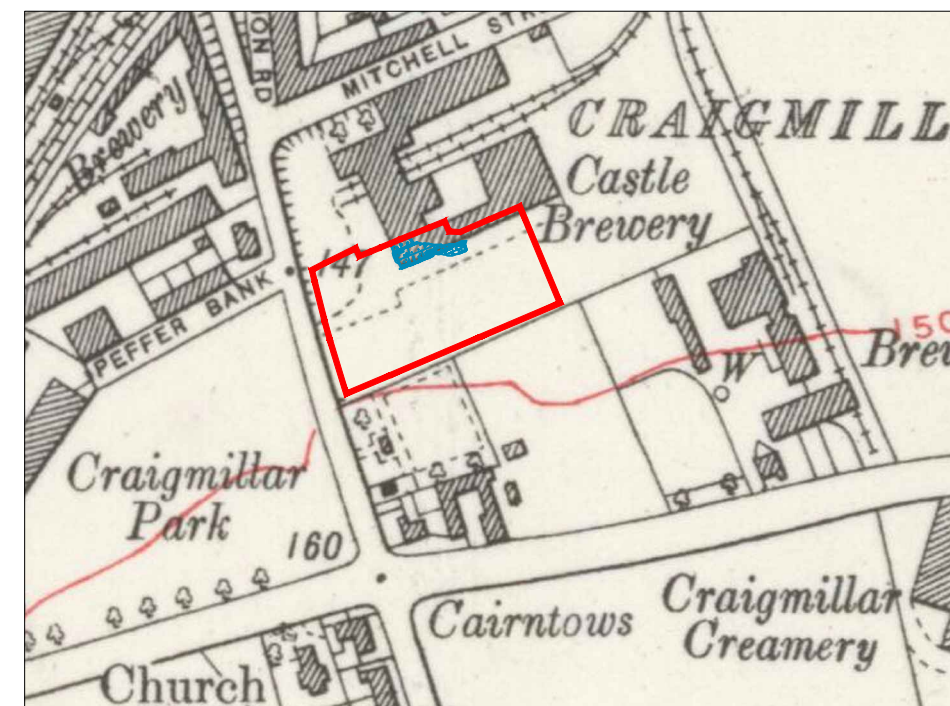 ON RD
MITCHELL STR
Brewery
CRAIGMILL
Castle
Brewery
147
PEFFER BANK
150
Brew
W
Craigmillar
Park
160
Cairntows
Craigmillar
Creamery
Church